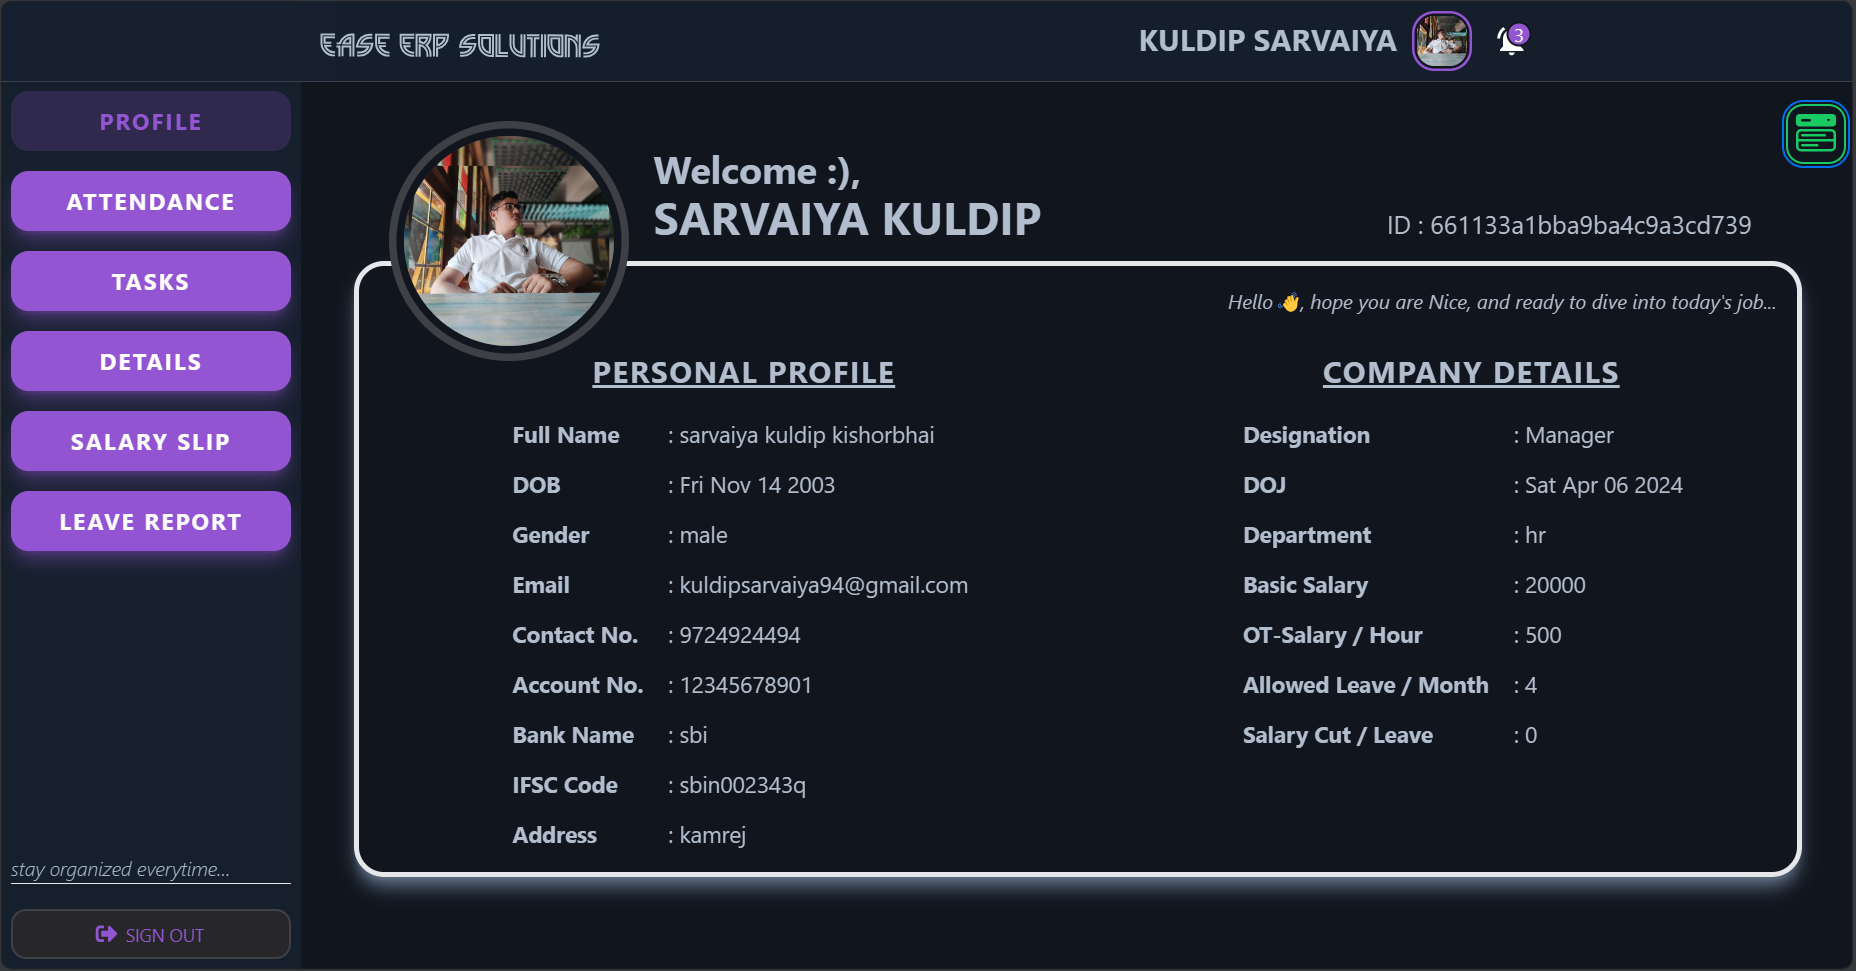 EASE ERP SOLUTIONS
KULDIP SARVAIYA
3
PROFILE
ATTENDANCE
TASKS
DETAILS
SALARY SLIP
LEAVE REPORT
stay organized everytime...
SIGN OUT
Welcome :),
SARVAIYA KULDIP
ID : 661133a1bba9ba4c9a3cd739
Hello 👋, hope you are Nice, and ready to dive into today's job...
PERSONAL PROFILE
Full Name : sarvaiya kuldip kishorbhai
DOB : Fri Nov 14 2003
Gender : male
Email : kuldipsarvaiya94@gmail.com
Contact No. : 9724924494
Account No. : 12345678901
Bank Name : sbi
IFSC Code : sbin002343q
Address : kamrej
COMPANY DETAILS
Designation : Manager
DOJ : Sat Apr 06 2024
Department : hr
Basic Salary : 20000
OT-Salary / Hour : 500
Allowed Leave / Month : 4
Salary Cut / Leave : 0